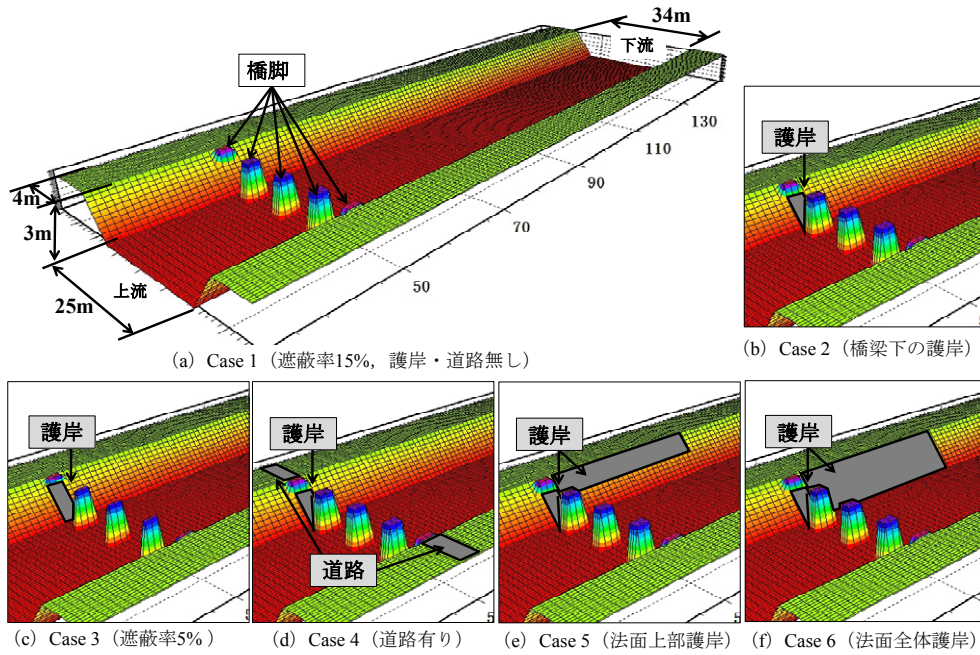 34m
下流
橋脚
130
110
90
70
50
4m
3m
25m
上流
(a) Case 1(遮蔽率15%,護岸・道路無し)
護岸
(b) Case 2(橋梁下の護岸)
護岸
5
(c) Case 3(遮蔽率5%)
護岸
道路
5
(d) Case 4(道路有り)
護岸
5
(e) Case 5(法面上部護岸)
護岸
(f) Case 6(法面全体護岸)